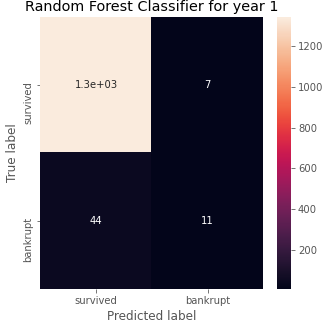 Random Forest Classifier for year 1
1.3e+03
7
44
11
survived
bankrupt
True label
survived
bankrupt
Predicted label
1200
1000
800
600
400
200